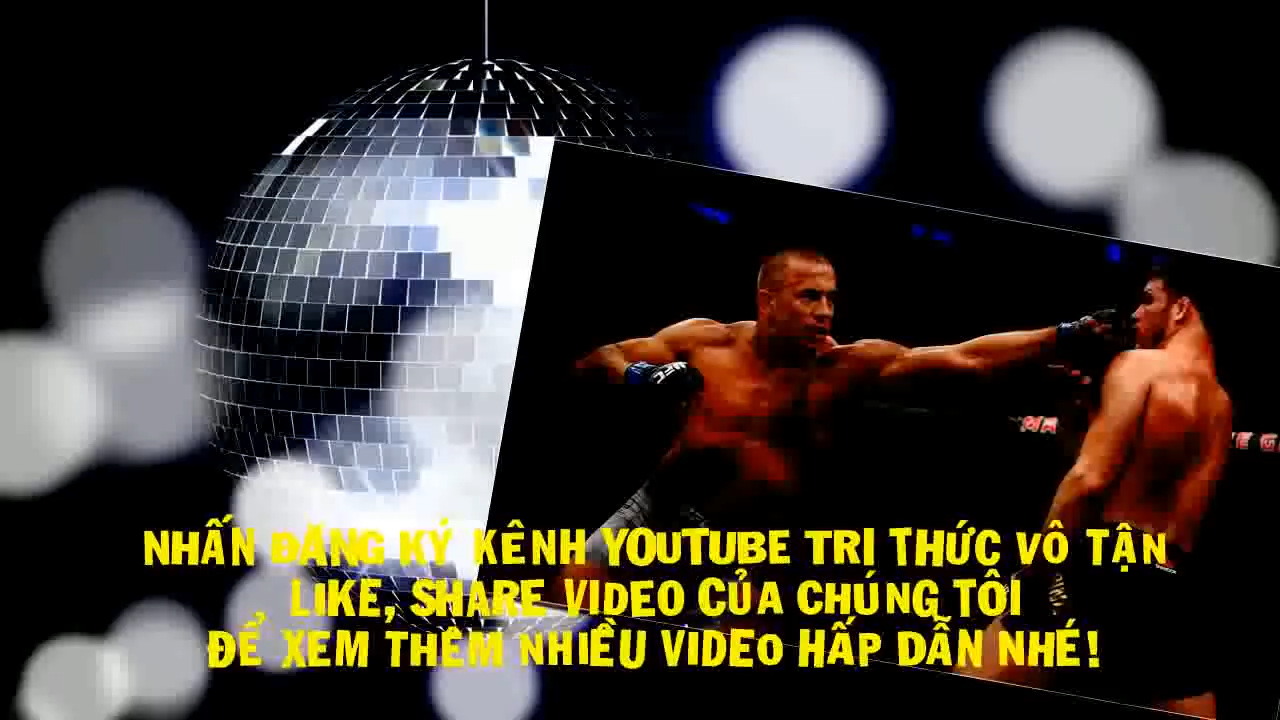 NHẤN ĐĂNG KÝ KÊNH YOUTUBE TRI THỨC VÔ TẬN
LIKE, SHARE VIDEO CỦA CHÚNG TÔI
ĐỂ XEM THÊM NHIỀU VIDEO HẤP DẪN NHÉ!
UFC